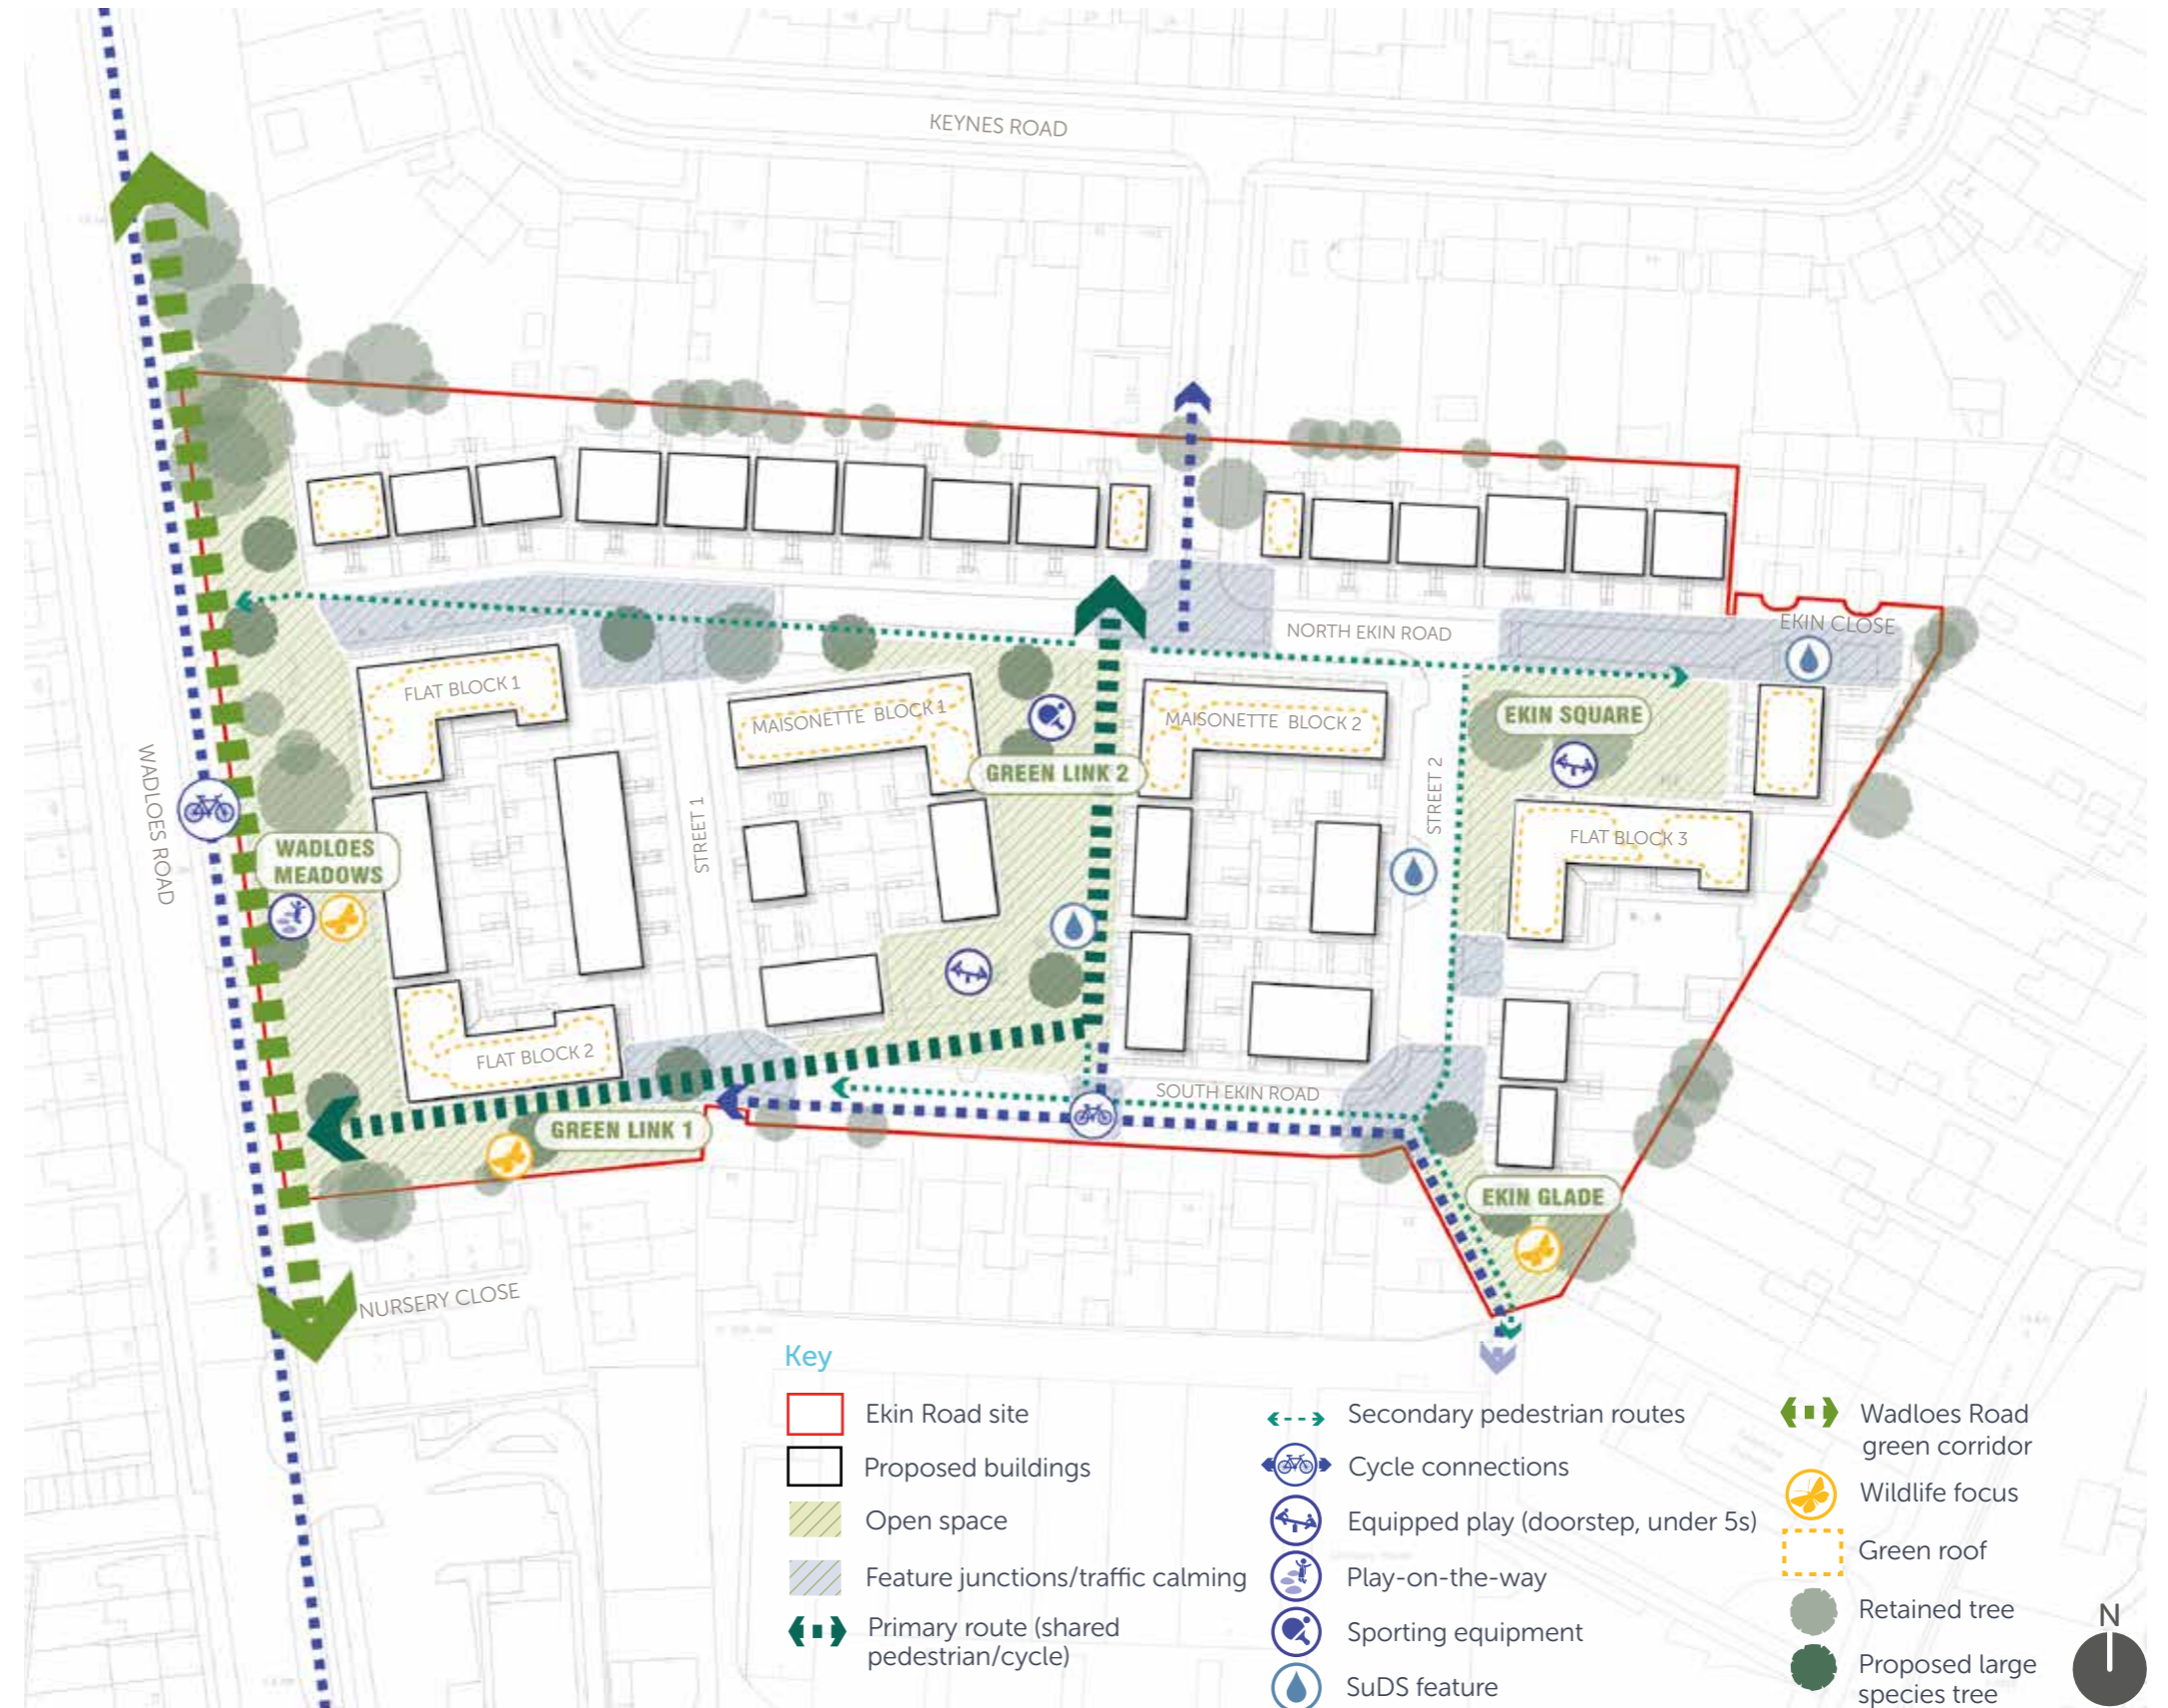 KEYNES ROAD
NORTH EKIN ROAD
EKIN CLOSE
FLAT BLOCK 1
MAISONETTE BLOCK 1
MAISONETTE BLOCK 2
EKIN SQUARE
GREEN LINK 2
WADLOES ROAD
STREET 1
STREET 2
FLAT BLOCK 3
WADLOES
MEADOWS
FLAT BLOCK 2
SOUTH EKIN ROAD
GREEN LINK 1
EKIN GLADE
NURSERY CLOSE
Key
Ekin Road site
Proposed buildings
Open space
Feature junctions/traffic calming
Primary route (shared
pedestrian/cycle)
Secondary pedestrian routes
Cycle connections
Equipped play (doorstep, under 5s)
Play-on-the-way
Sporting equipment
SuDS feature
Wadloes Road
green corridor
Wildlife focus
Green roof
Retained tree
Proposed large
species tree
N